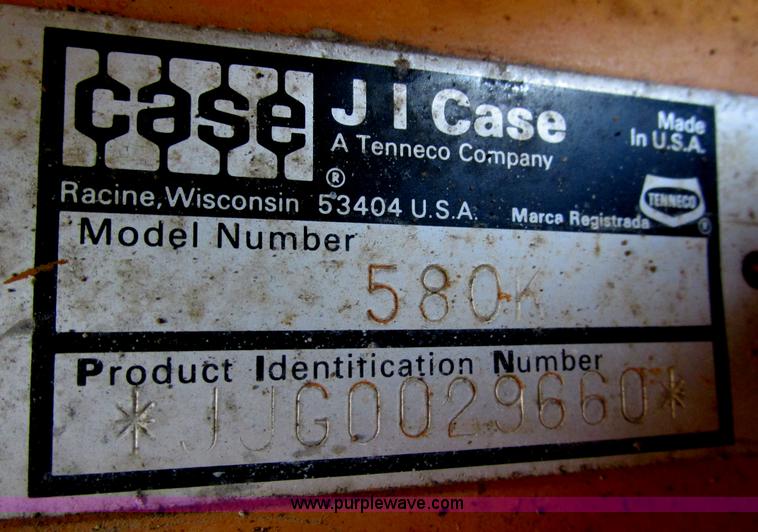 case J I Case Made
A Tenneco Company In U.S.A.
®
Racine, Wisconsin 53404 U.S.A. Marca Registrada TENNECO ®
Model Number
580K
Product Identification Number
*JJG0029660*
www.purplewave.com